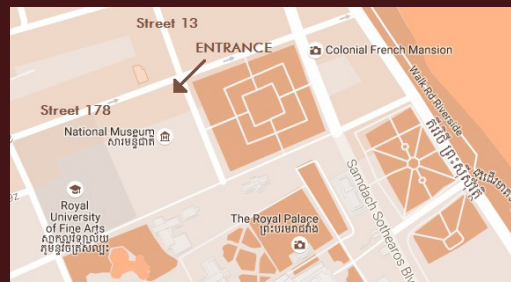 Street 13
ENTRANCE
Colonial French Mansion
Street 178
National Museum
សារមន្ទីរជាតិ
Walk Rd Riverside
Royal
University
of Fine Arts
The Royal Palace
ព្រះបរមរាជវាំង
Samdach Sothearos Blv